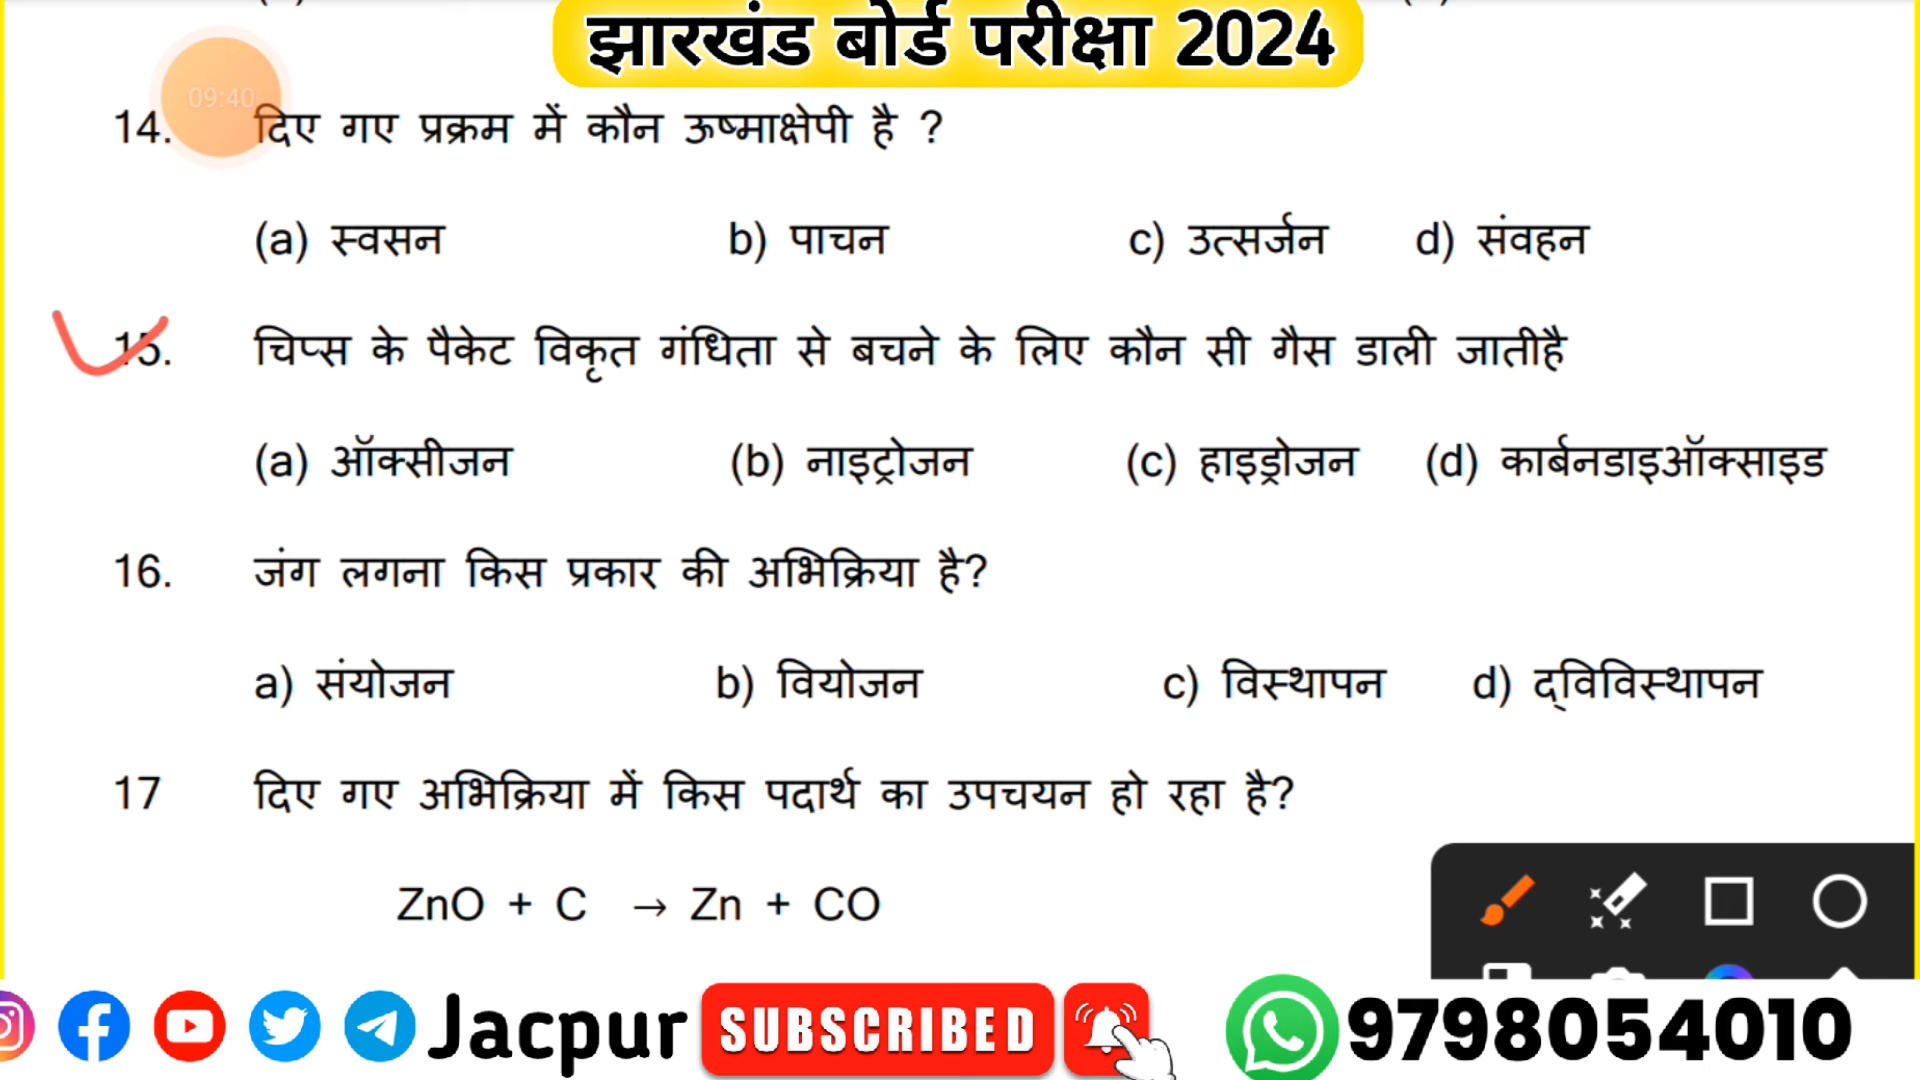 झारखंड बोर्ड परीक्षा 2024
09:40
14. दिए गए प्रक्रम में कौन ऊष्माक्षेपी है ?
(a) स्वसन b) पाचन c) उत्सर्जन d) संवहन
15. चिप्स के पैकेट विकृत गंधिता से बचने के लिए कौन सी गैस डाली जातीहै
(a) ऑक्सीजन (b) नाइट्रोजन (c) हाइड्रोजन (d) कार्बनडाइऑक्साइड
16. जंग लगना किस प्रकार की अभिक्रिया है?
a) संयोजन b) वियोजन c) विस्थापन d) द्विविस्थापन
17 दिए गए अभिक्रिया में किस पदार्थ का उपचयन हो रहा है?
ZnO + C → Zn + CO
Jacpur SUBSCRIBED 9798054010